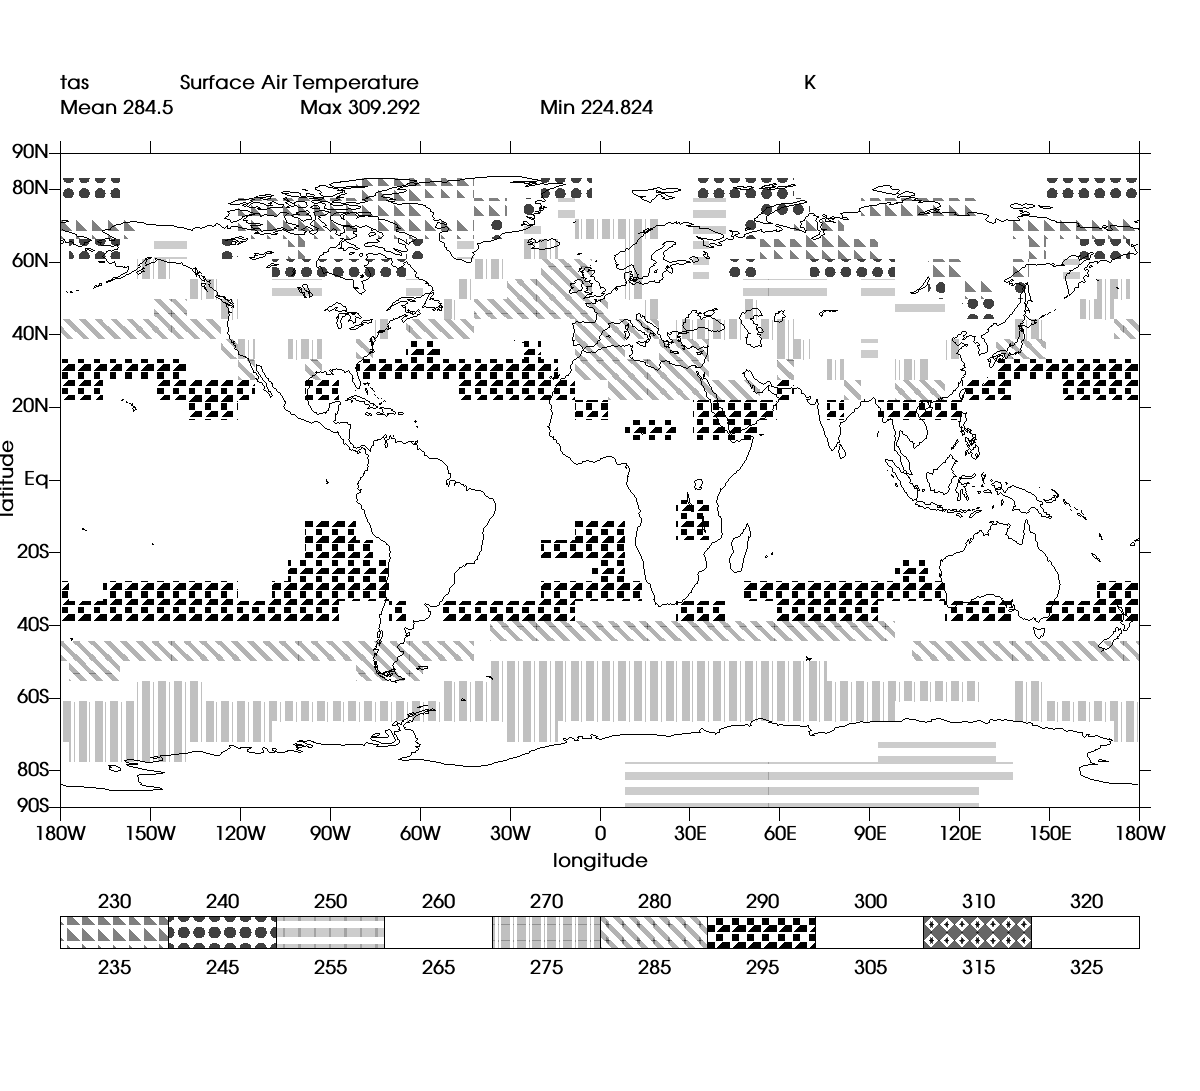 tas Surface Air Temperature K
Mean 284.5 Max 309.292 Min 224.824
90N
80N
60N
40N
20N
Eq
20S
40S
60S
80S
90S
latitude
180W 150W 120W 90W 60W 30W 0 30E 60E 90E 120E 150E 180W
longitude
230 240 250 260 270 280 290 300 310 320
235 245 255 265 275 285 295 305 315 325